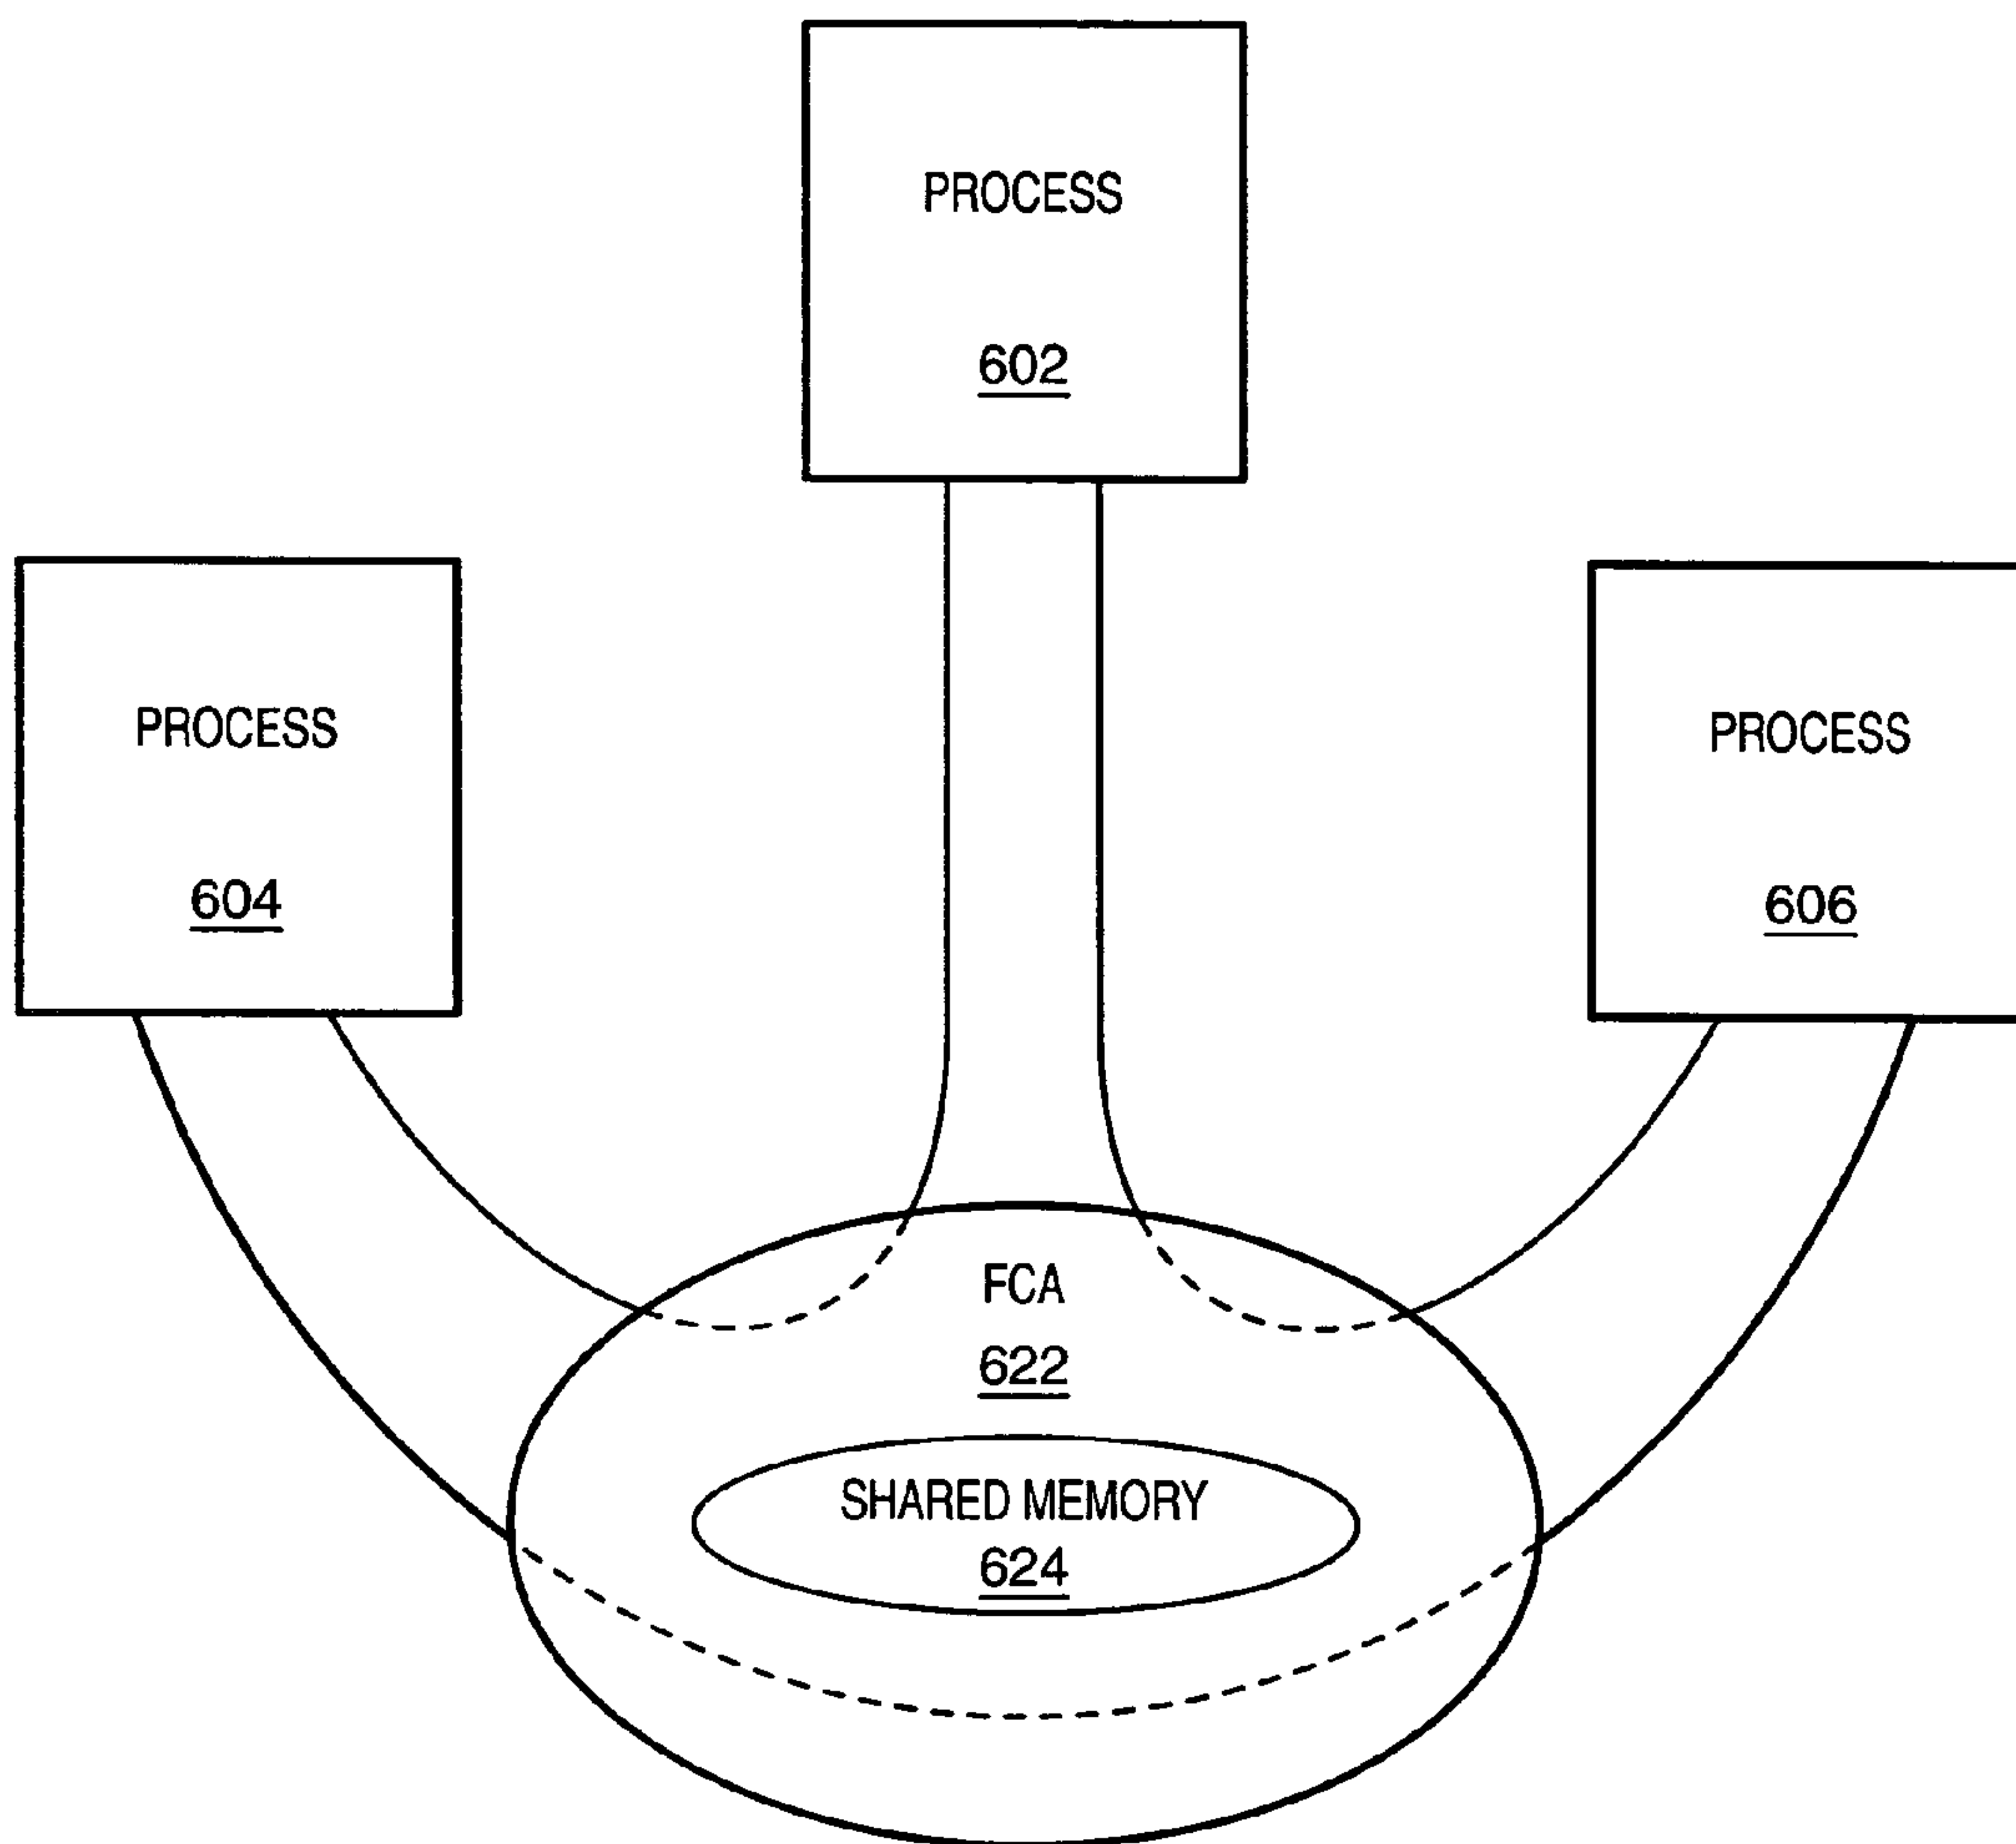 PROCESS
602
PROCESS
604
PROCESS
606
FCA
622
SHARED MEMORY
624